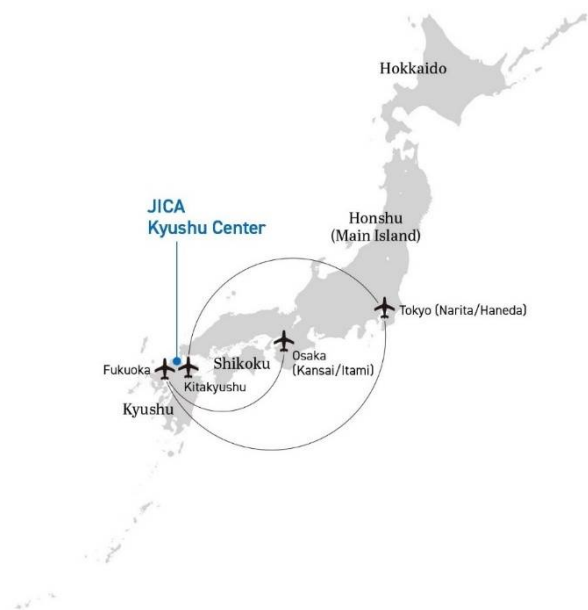 Hokkaido
JICA
Kyushu Center
Honshu
(Main Island)
Tokyo (Narita/Haneda)
Osaka
(Kansai/Itami)
Shikoku
Fukuoka
Kitakyushu
Kyushu